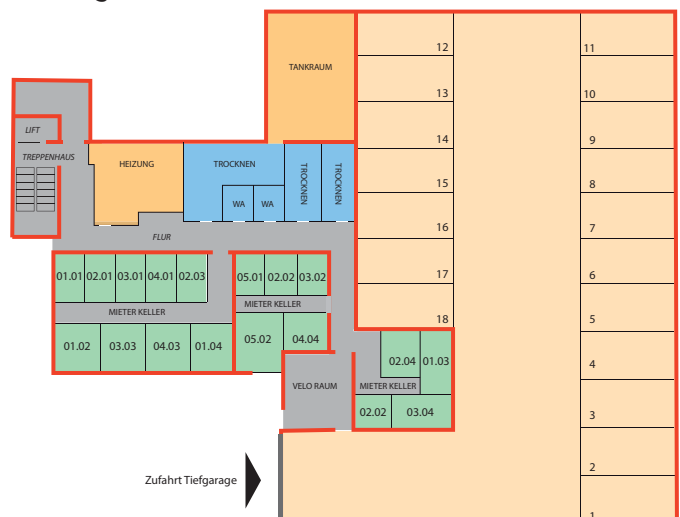 12
11
TANKRAUM
13
10
LIFT
14
9
TREPPENHAUS
HEIZUNG
TROCKNEN
TROCKNEN
TROCKNEN
15
8
WA
WA
16
7
FLUR
01.01
02.01
03.01
04.01
02.03
05.01
02.02
03.02
17
6
MIETER KELLER
MIETER KELLER
18
5
01.02
03.03
04.03
01.04
05.02
04.04
02.04
01.03
4
VELO RAUM
MIETER KELLER
02.02
03.04
3
Zufahrt Tiefgarage
2
1